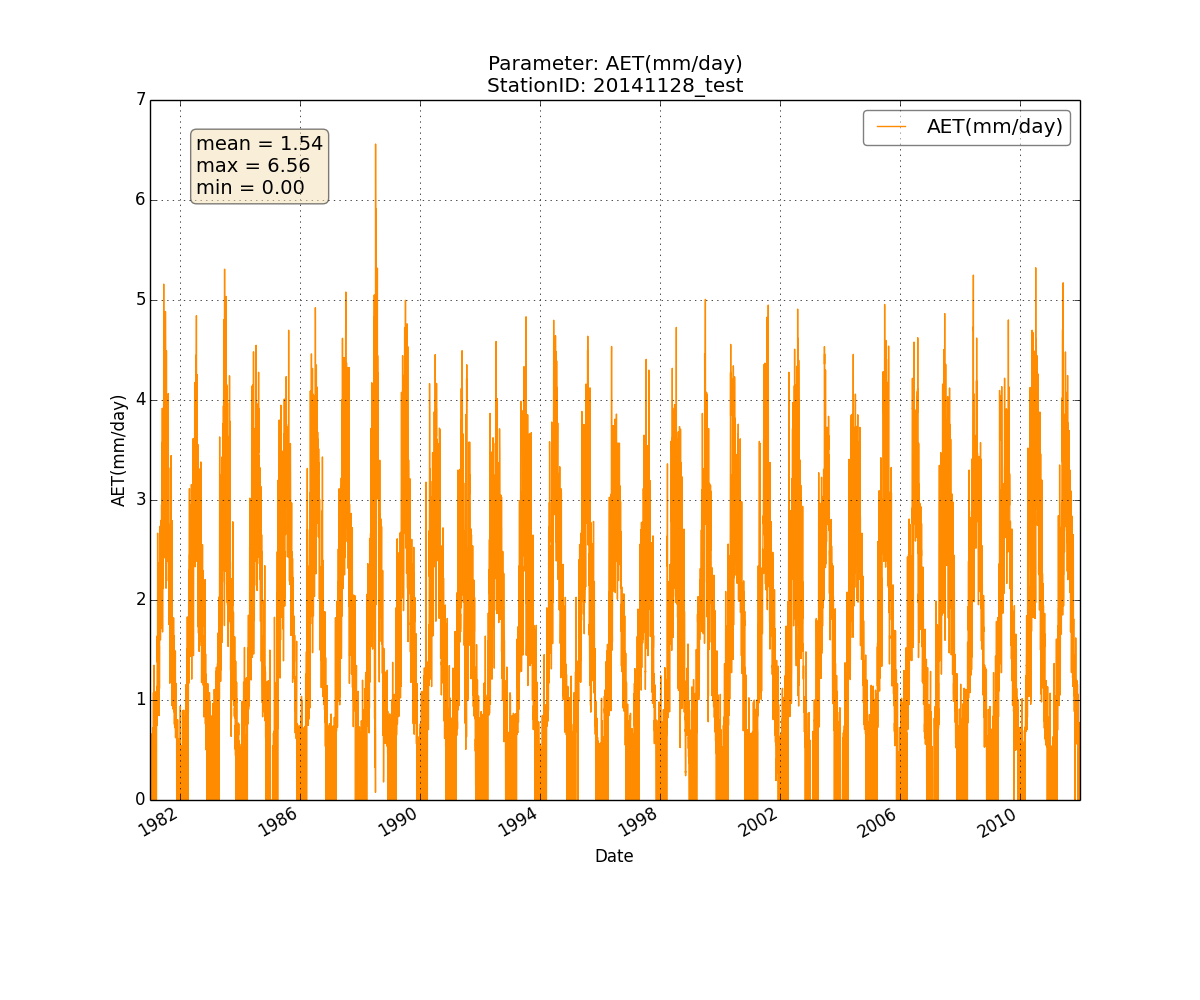 Parameter: AET(mm/day)
StationID: 20141128_test
AET(mm/day)
mean = 1.54
max = 6.56
min = 0.00
7
6
5
4
3
2
1
0
AET(mm/day)
1982
1986
1990
1994
1998
2002
2006
2010
Date